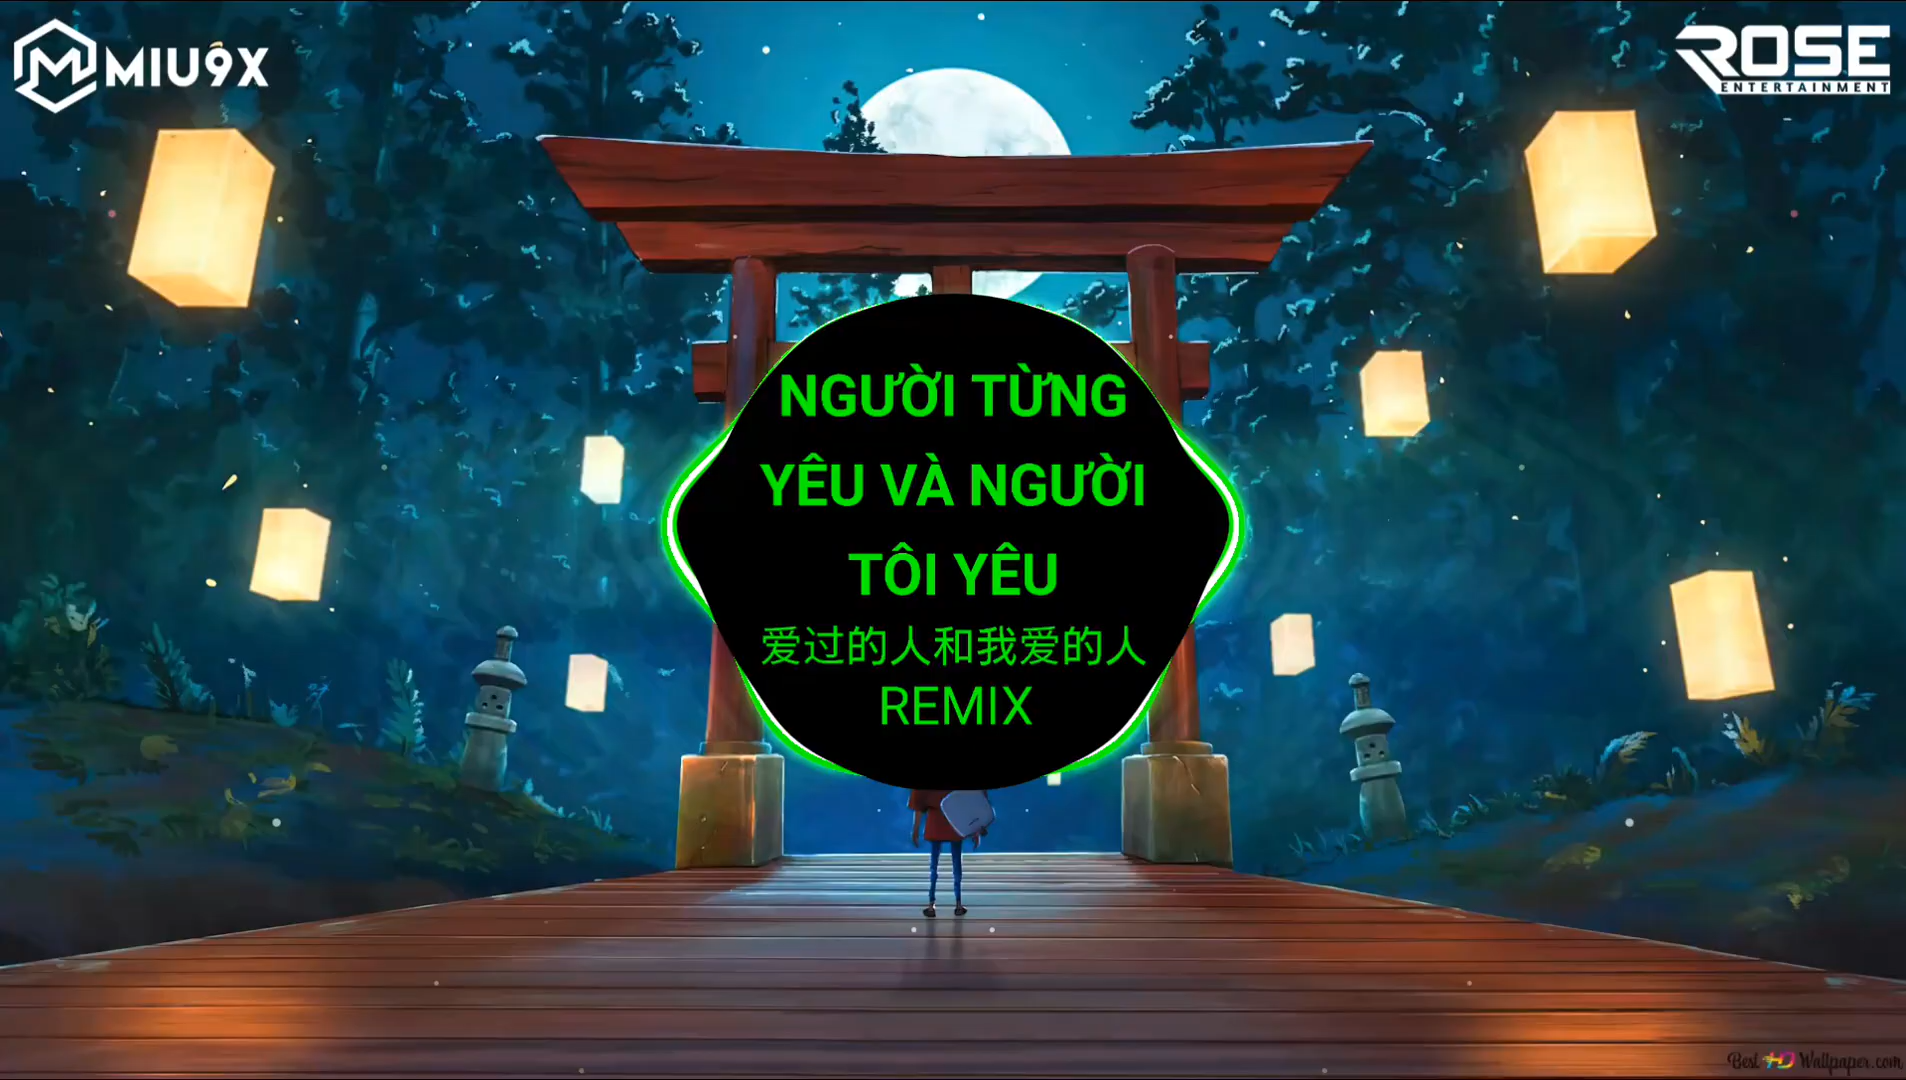 MIU9X
ROSE
ENTERTAINMENT
NGƯỜI TỪNG
YÊU VÀ NGƯỜI
TÔI YÊU
爱过的人和我爱的人
REMIX
Best HD Wallpaper.com